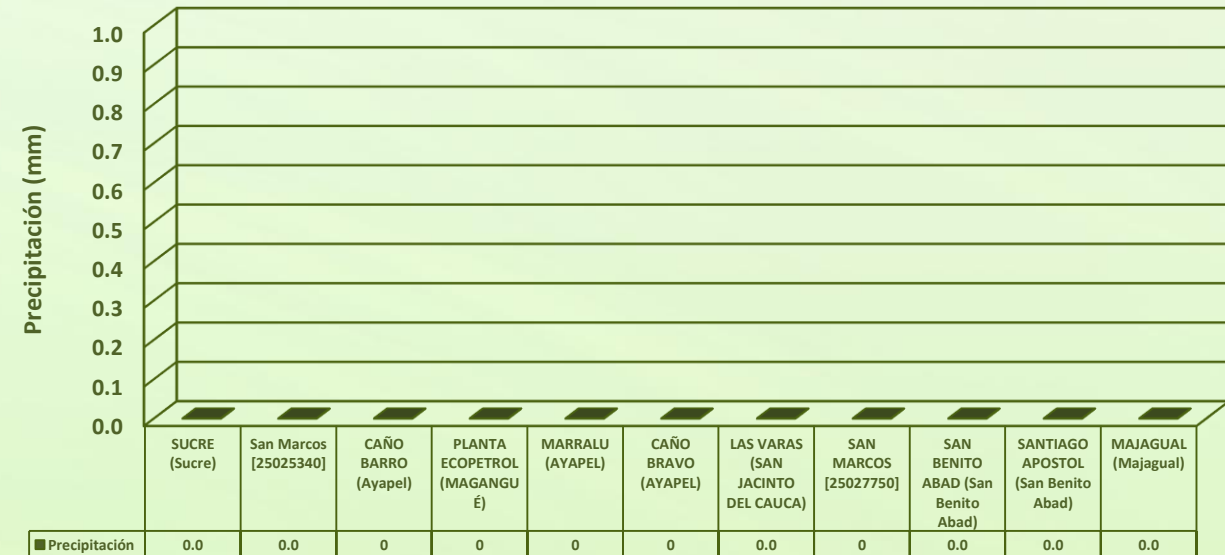 Precipitación (mm)
1.0
0.9
0.8
0.7
0.6
0.5
0.4
0.3
0.2
0.1
0.0
SUCRE
(Sucre)
San Marcos
[25025340]
CAÑO
BARRO
(Ayapel)
PLANTA
ECOPETROL
(MAGANGU
É)
MARRALU
(AYAPEL)
CAÑO
BRAVO
(AYAPEL)
LAS VARAS
(SAN
JACINTO
DEL CAUCA)
SAN
MARCOS
[25027750]
SAN
BENITO
ABAD (San
Benito
Abad)
SANTIAGO
APOSTOL
(San Benito
Abad)
MAJAGUAL
(Majagual)
Precipitación 0.0 0.0 0 0 0 0 0.0 0 0.0 0.0 0.0